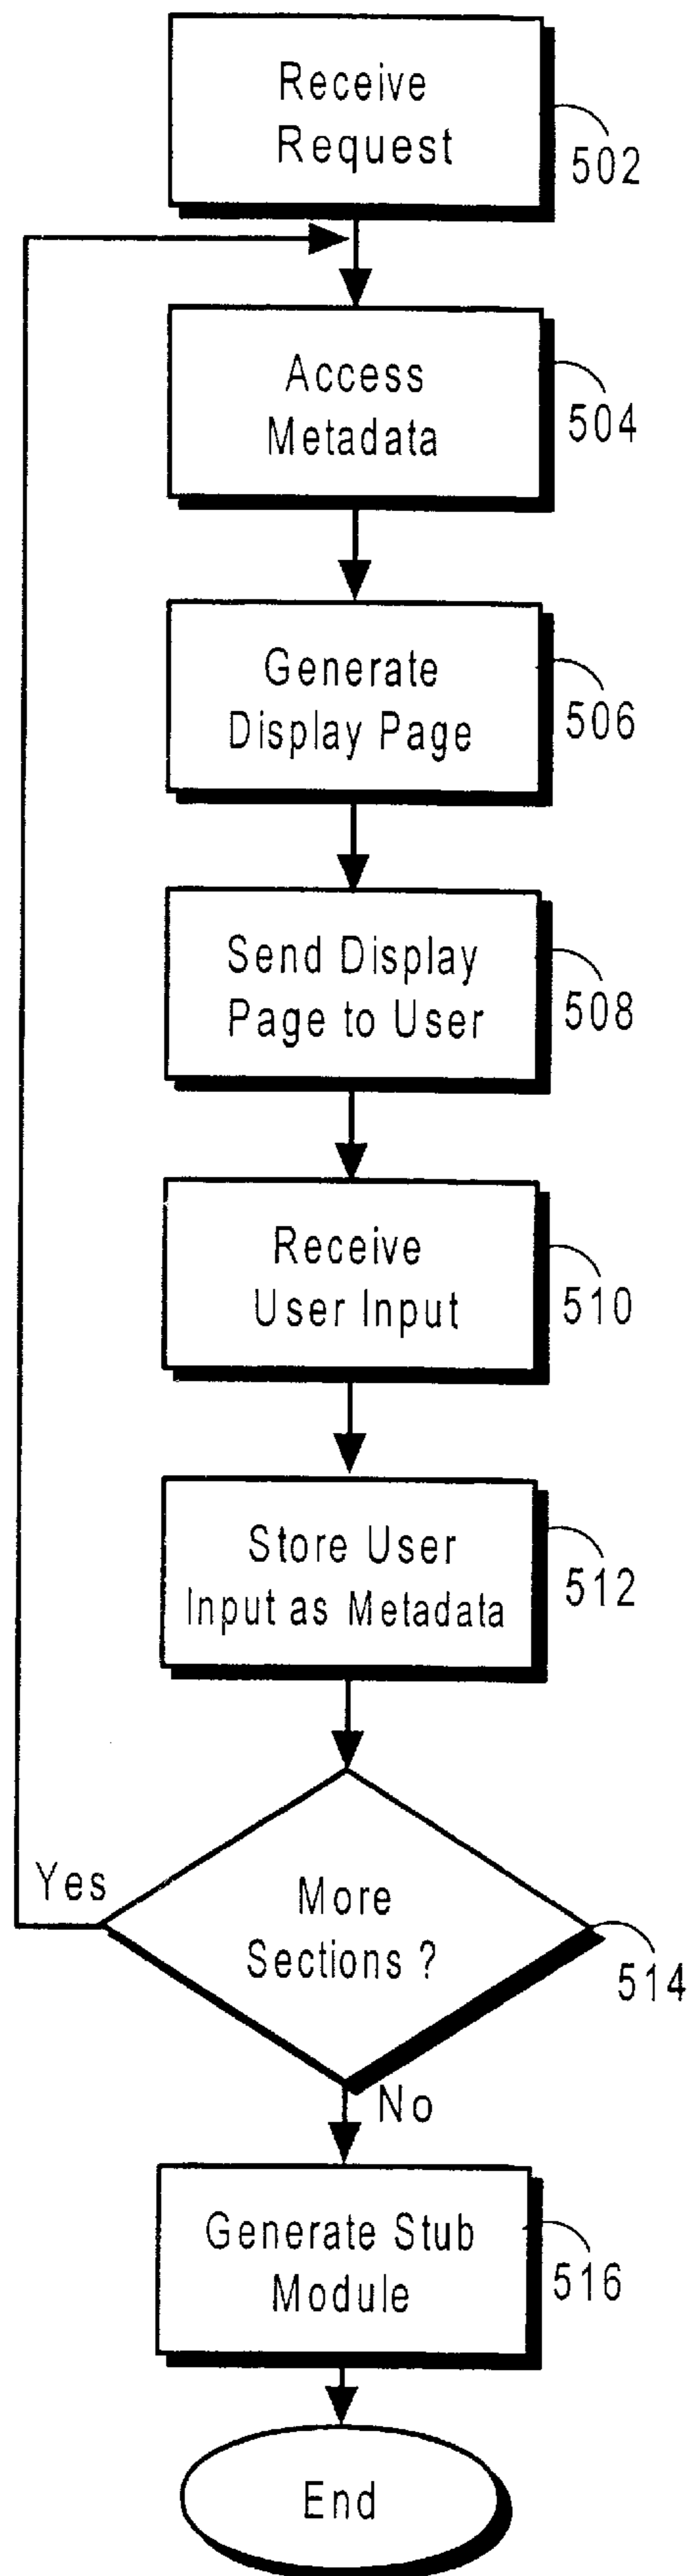 Receive
Request
502
Access
Metadata
504
Generate
Display Page
506
Send Display
Page to User
508
Receive
User Input
510
Store User
Input as Metadata
512
Yes
More
Sections ?
514
No
Generate Stub
Module
516
End